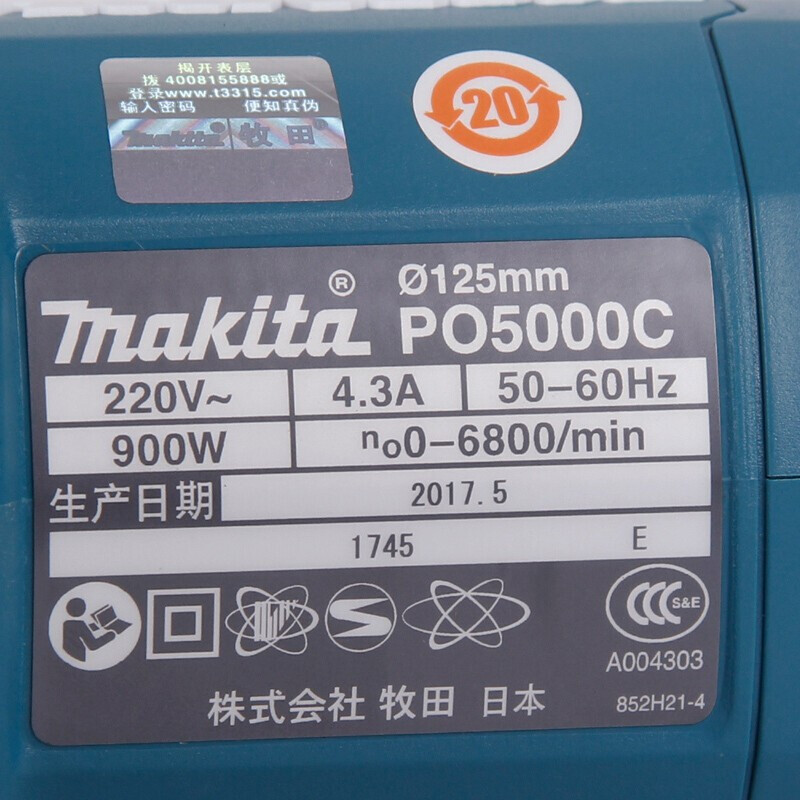 揭开表层
拨 4008155888或
登录www.t3315.com
输入密码 便知真伪
makita 牧田
20
makita® Ø125mm
PO5000C
220V~ 4.3A 50-60Hz
900W no0-6800/min
生产日期 2017.5
1745 E
CCC S&E
A004303
株式会社 牧田 日本 852H21-4